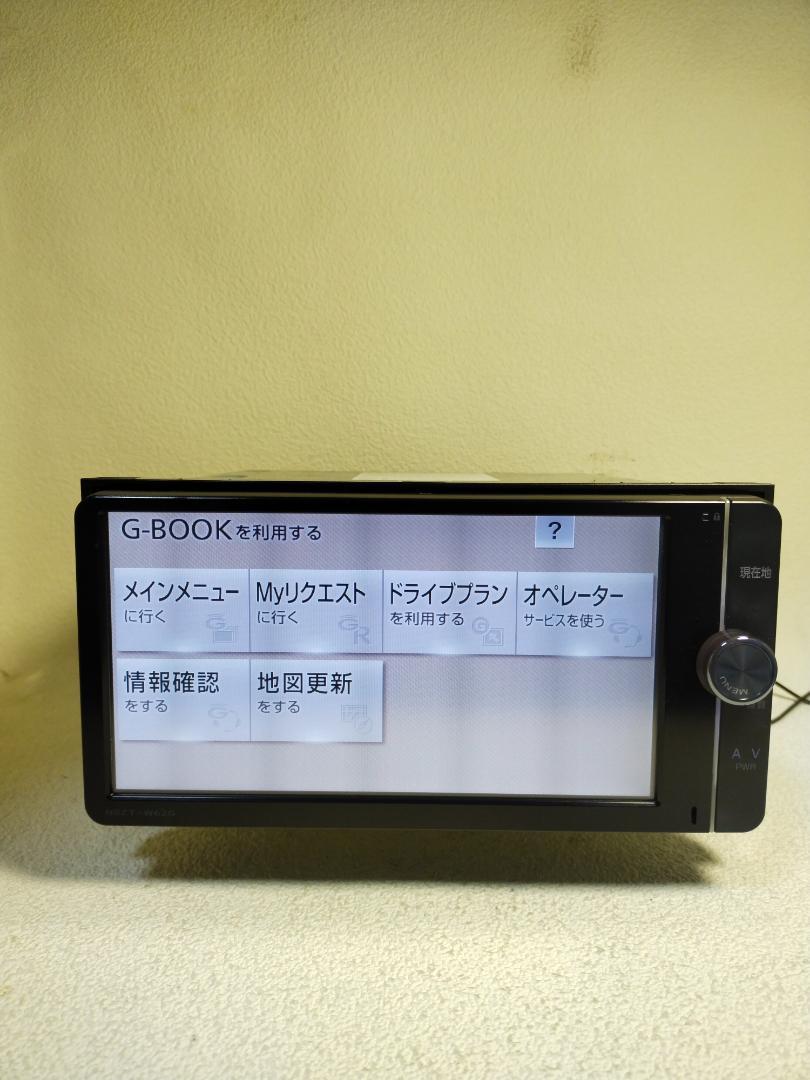 G-BOOKを利用する
?
メインメニュー
に行く
Myリクエスト
に行く
ドライブプラン
を利用する
オペレーター
サービスを使う
情報確認
をする
地図更新
をする
現在地
MENU
A V
PWR
NSZT-W62G